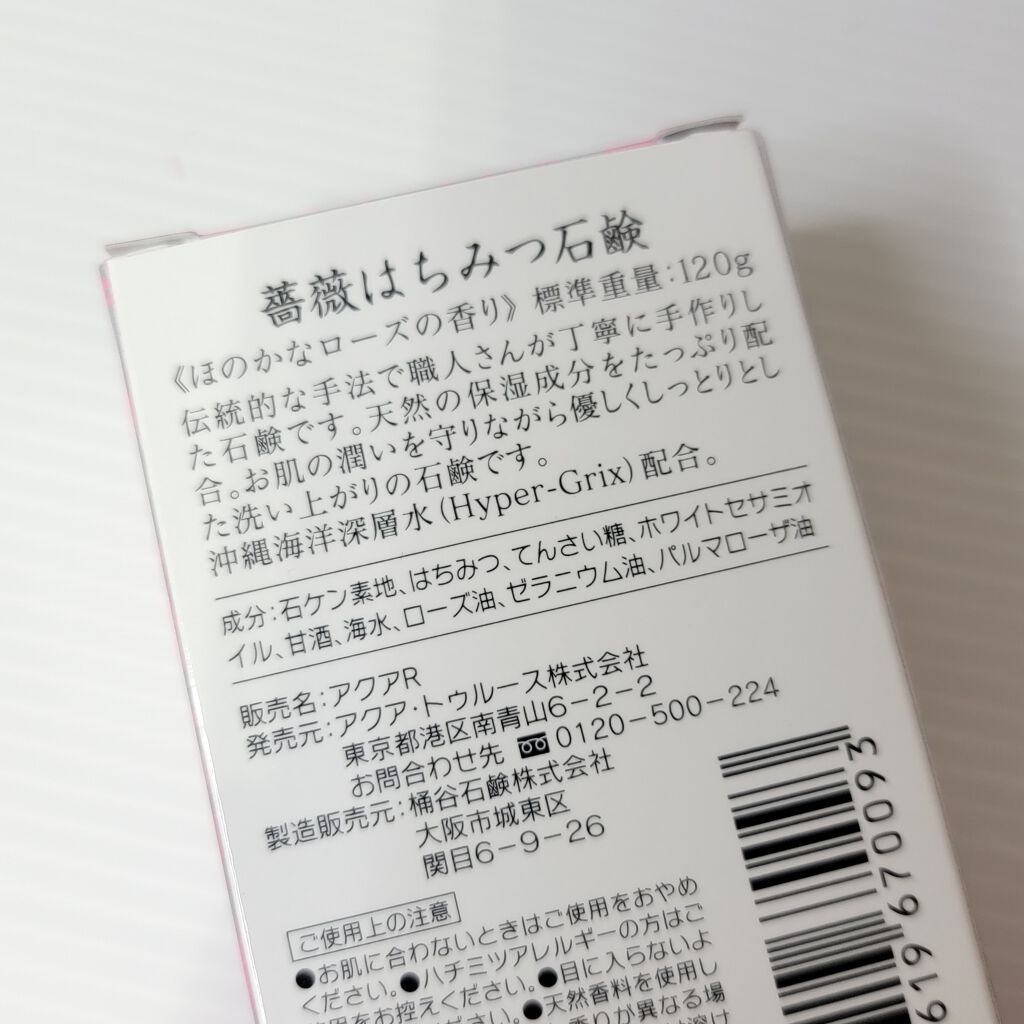 薔薇はちみつ石鹸
《ほのかなローズの香り》標準重量:120g
伝統的な手法で職人さんが丁寧に手作りし
た石鹸です。天然の保湿成分をたっぷり配
合。お肌の潤いを守りながら優しくしっとりとし
た洗い上がりの石鹸です。
沖縄海洋深層水(Hyper-Grix)配合。
成分:石ケン素地、はちみつ、てんさい糖、ホワイトセサミオ
イル、甘酒、海水、ローズ油、ゼラニウム油、パルマローザ油
販売名:アクアR
発売元:アクア・トゥルース株式会社
東京都港区南青山6-2-2
お問合わせ先 0120-500-224
製造販売元:桶谷石鹸株式会社
大阪市城東区
関目6-9-26
ご使用上の注意
●お肌に合わないときはご使用をおやめ
ください。●ハチミツアレルギーの方はご
使用をお控えください。●目に入らないよ
●天然香料を使用し
香りが異なる場
619 670093